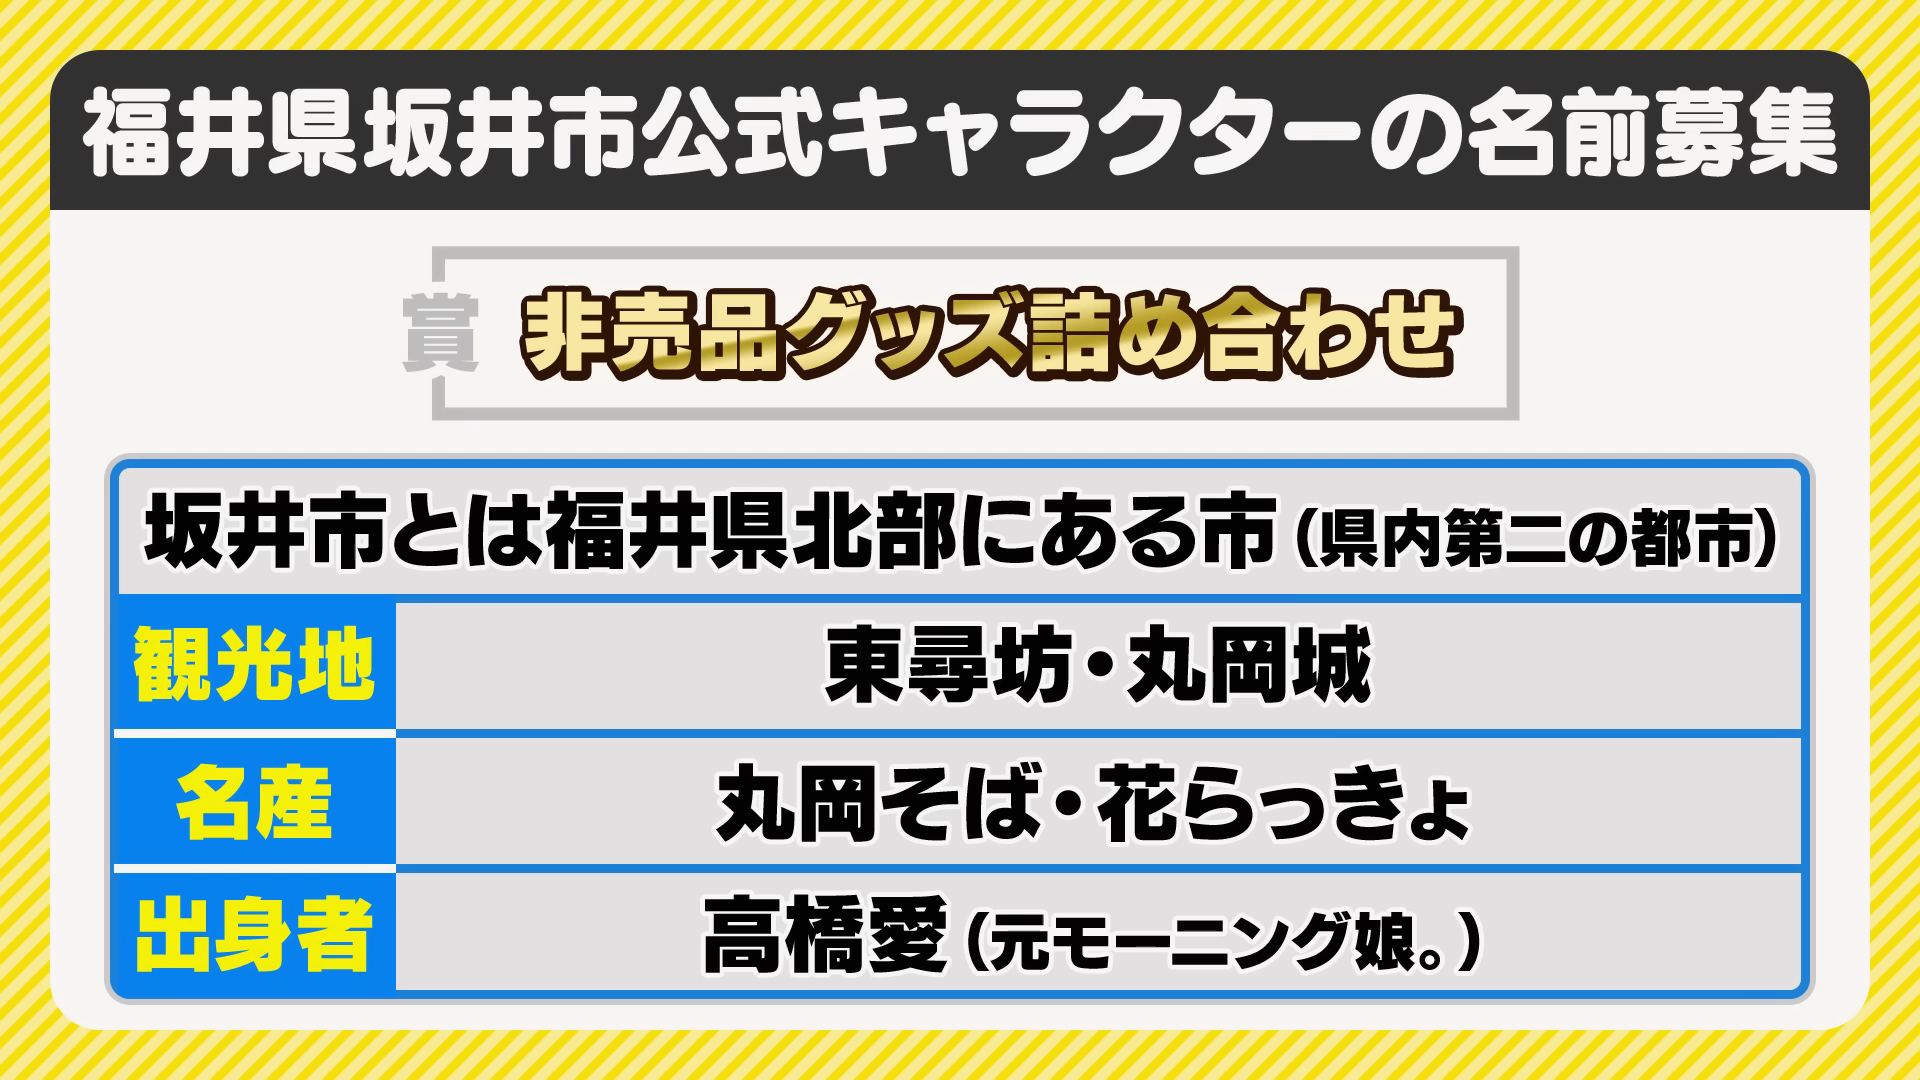 福井県坂井市公式キャラクターの名前募集
賞 非売品グッズ詰め合わせ
坂井市とは福井県北部にある市(県内第二の都市)
観光地 東尋坊・丸岡城
名産 丸岡そば・花らっきょ
出身者 高橋愛(元モーニング娘。)